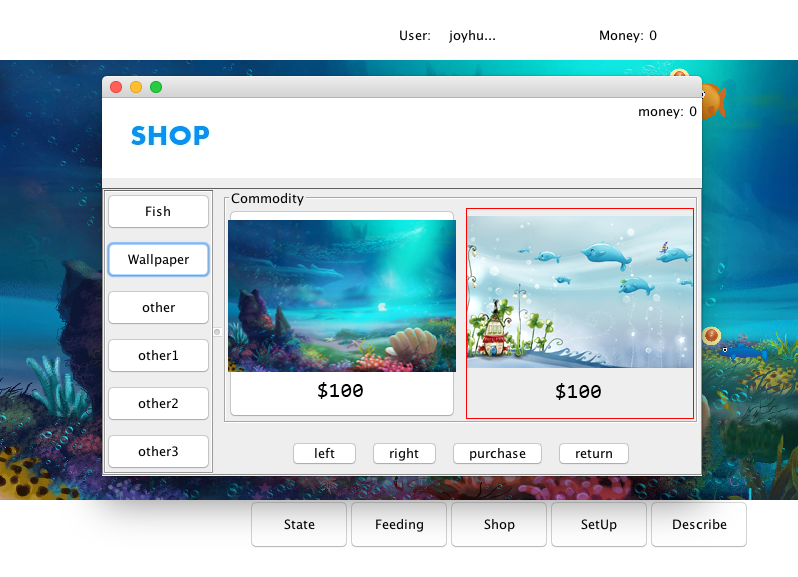 User: joyhu... Money: 0
money: 0
SHOP
Commodity
Fish
Wallpaper
other
other1
other2
other3
$100 $100
left right purchase return
State Feeding Shop SetUp Describe